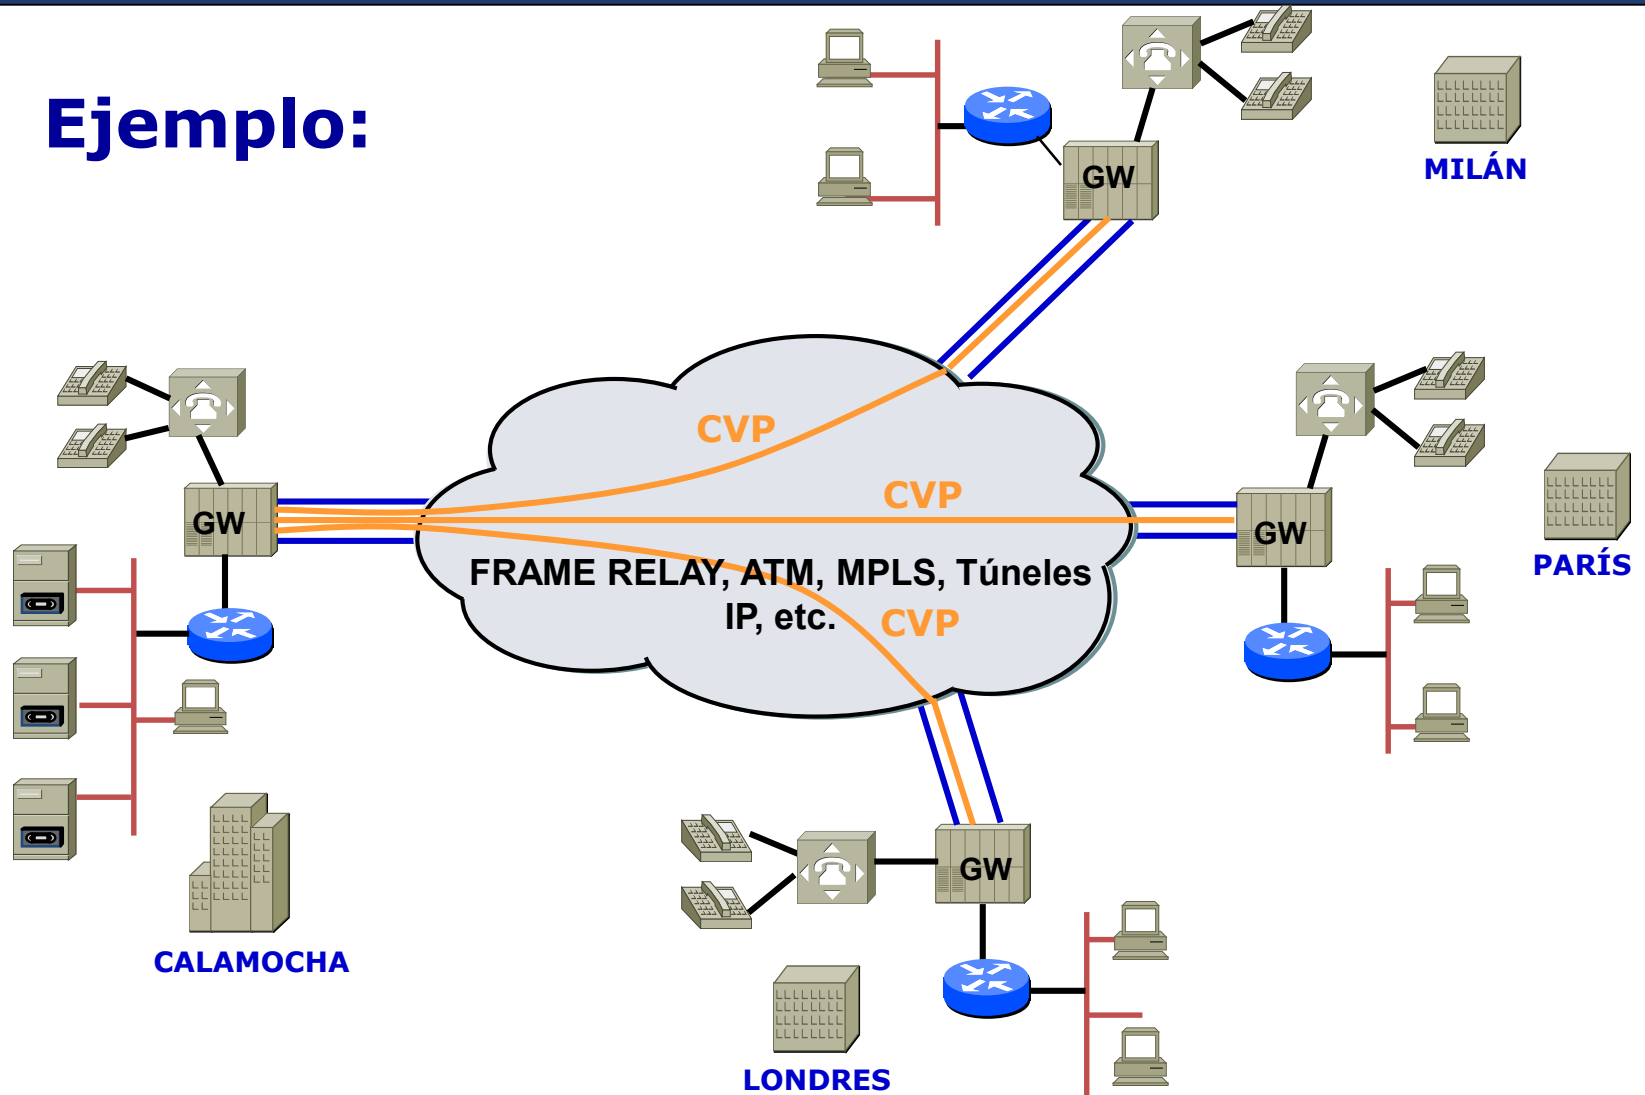 Ejemplo:
GW
MILÁN
CVP
CVP
GW
GW
FRAME RELAY, ATM, MPLS, Túneles
IP, etc.
CVP
PARÍS
GW
CALAMOCHA
LONDRES